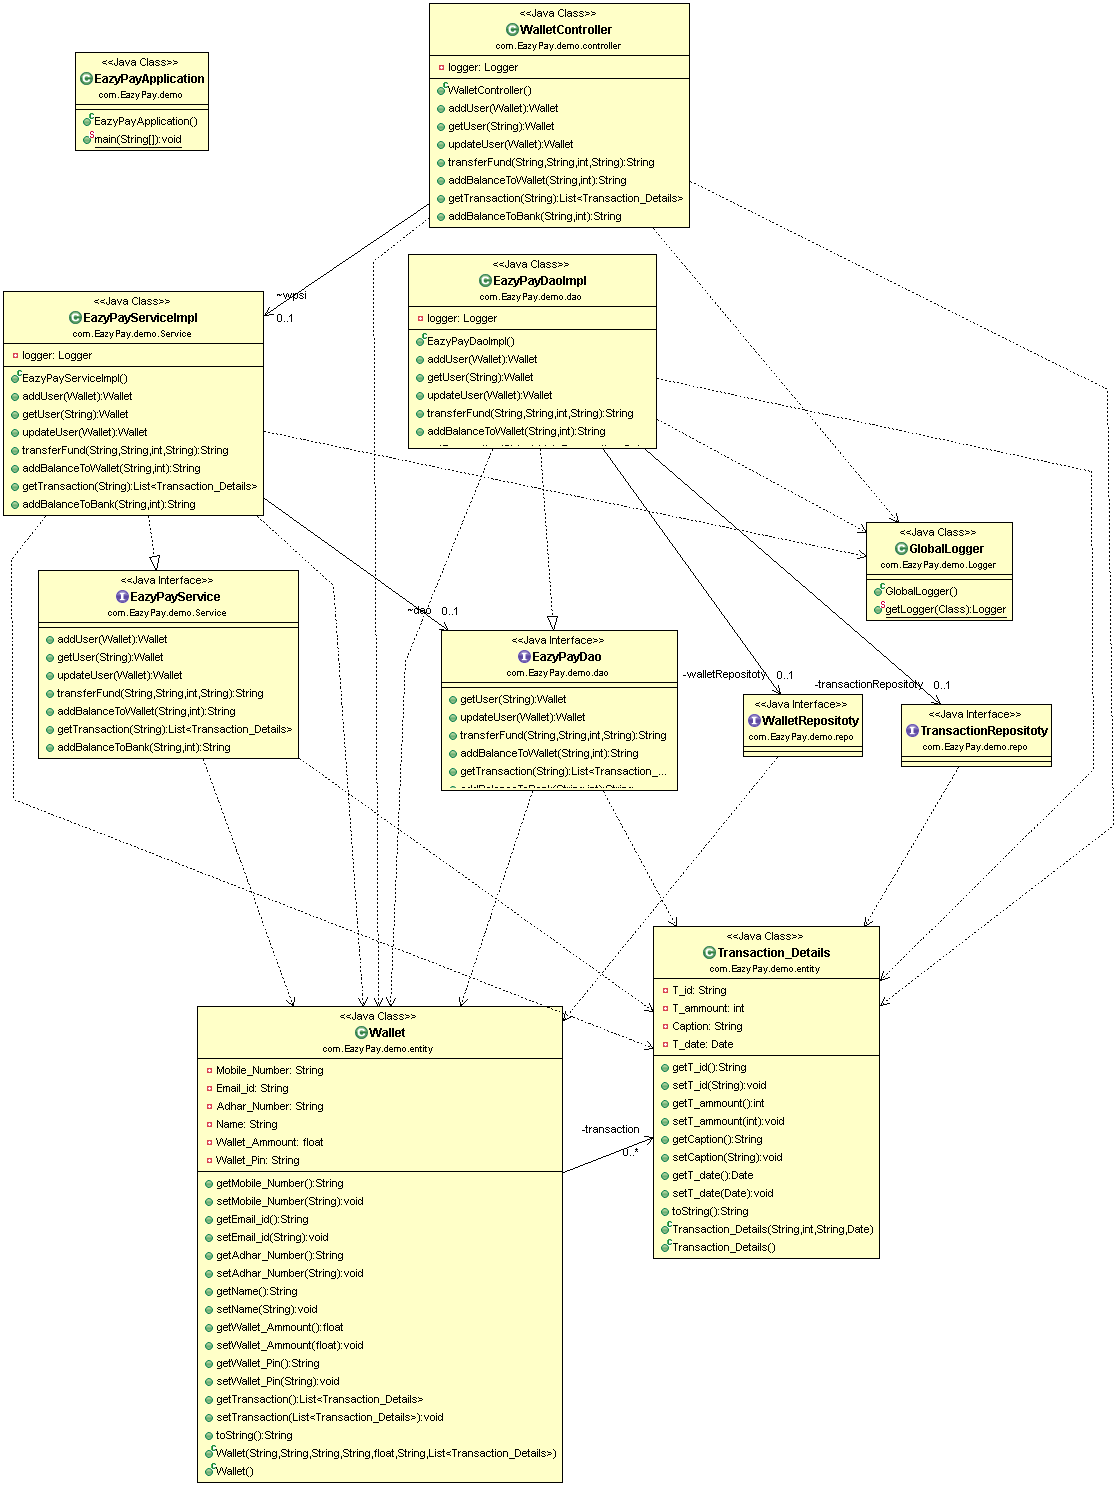 <<Java Class>>
WalletController
com.EazyPay.demo.controller
logger: Logger
WalletController()
addUser(Wallet):Wallet
getUser(String):Wallet
updateUser(Wallet):Wallet
transferFund(String,String,int,String):String
addBalanceToWallet(String,int):String
getTransaction(String):List<Transaction_Details>
addBalanceToBank(String,int):String
<<Java Class>>
EazyPayApplication
com.EazyPay.demo
EazyPayApplication()
main(String[]):void
~wpsi
0..1
<<Java Class>>
EazyPayDaoImpl
com.EazyPay.demo.dao
logger: Logger
EazyPayDaoImpl()
addUser(Wallet):Wallet
getUser(String):Wallet
updateUser(Wallet):Wallet
transferFund(String,String,int,String):String
addBalanceToWallet(String,int):String
<<Java Class>>
EazyPayServiceImpl
com.EazyPay.demo.Service
logger: Logger
EazyPayServiceImpl()
addUser(Wallet):Wallet
getUser(String):Wallet
updateUser(Wallet):Wallet
transferFund(String,String,int,String):String
addBalanceToWallet(String,int):String
getTransaction(String):List<Transaction_Details>
addBalanceToBank(String,int):String
<<Java Class>>
GlobalLogger
com.EazyPay.demo.Logger
GlobalLogger()
getLogger(Class):Logger
<<Java Interface>>
EazyPayService
com.EazyPay.demo.Service
addUser(Wallet):Wallet
getUser(String):Wallet
updateUser(Wallet):Wallet
transferFund(String,String,int,String):String
addBalanceToWallet(String,int):String
getTransaction(String):List<Transaction_Details>
addBalanceToBank(String,int):String
~dao 0..1
<<Java Interface>>
EazyPayDao
com.EazyPay.demo.dao
getUser(String):Wallet
updateUser(Wallet):Wallet
transferFund(String,String,int,String):String
addBalanceToWallet(String,int):String
getTransaction(String):List<Transaction_...
addBalanceToBank(String,int):String
-walletRepositoty 0..1
<<Java Interface>>
WalletRepositoty
com.EazyPay.demo.repo
-transactionRepositoty 0..1
<<Java Interface>>
TransactionRepositoty
com.EazyPay.demo.repo
<<Java Class>>
Transaction_Details
com.EazyPay.demo.entity
T_id: String
T_ammount: int
Caption: String
T_date: Date
getT_id():String
setT_id(String):void
getT_ammount():int
setT_ammount(int):void
getCaption():String
setCaption(String):void
getT_date():Date
setT_date(Date):void
toString():String
Transaction_Details(String,int,String,Date)
Transaction_Details()
<<Java Class>>
Wallet
com.EazyPay.demo.entity
Mobile_Number: String
Email_id: String
Adhar_Number: String
Name: String
Wallet_Ammount: float
Wallet_Pin: String
getMobile_Number():String
setMobile_Number(String):void
getEmail_id():String
setEmail_id(String):void
getAdhar_Number():String
setAdhar_Number(String):void
getName():String
setName(String):void
getWallet_Ammount():float
setWallet_Ammount(float):void
getWallet_Pin():String
setWallet_Pin(String):void
getTransaction():List<Transaction_Details>
setTransaction(List<Transaction_Details>):void
toString():String
Wallet(String,String,String,String,float,String,List<Transaction_Details>)
Wallet()
-transaction
0..*